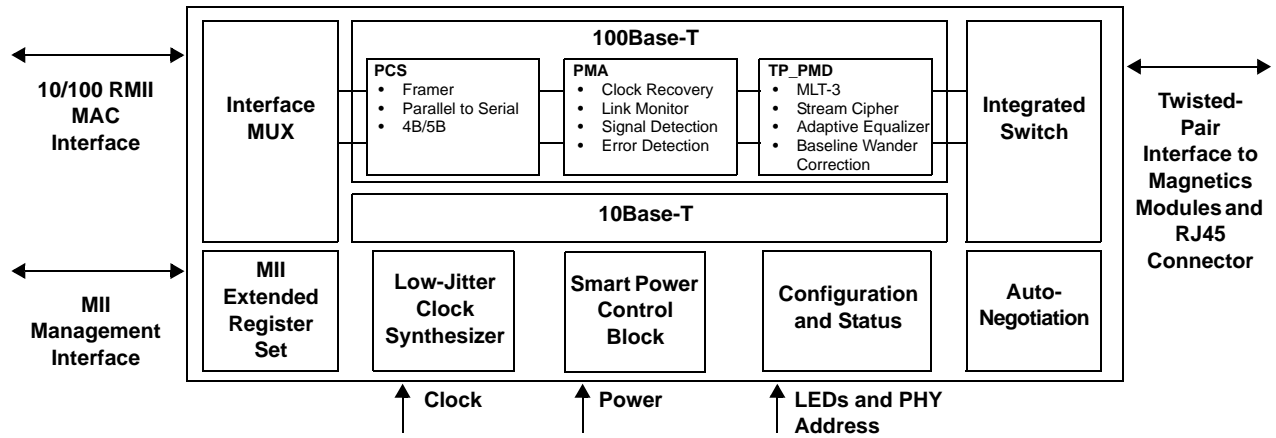 100Base-T
10/100 RMII
MAC
Interface
Interface
MUX
PCS
• Framer
• Parallel to Serial
• 4B/5B
PMA
• Clock Recovery
• Link Monitor
• Signal Detection
• Error Detection
TP_PMD
• MLT-3
• Stream Cipher
• Adaptive Equalizer
• Baseline Wander
Correction
Integrated
Switch
Twisted-
Pair
Interface to
Magnetics
Modules and
RJ45
Connector
10Base-T
MII
Management
Interface
MII
Extended
Register
Set
Low-Jitter
Clock
Synthesizer
Smart Power
Control
Block
Configuration
and Status
Auto-
Negotiation
Clock
Power
LEDs and PHY
Address